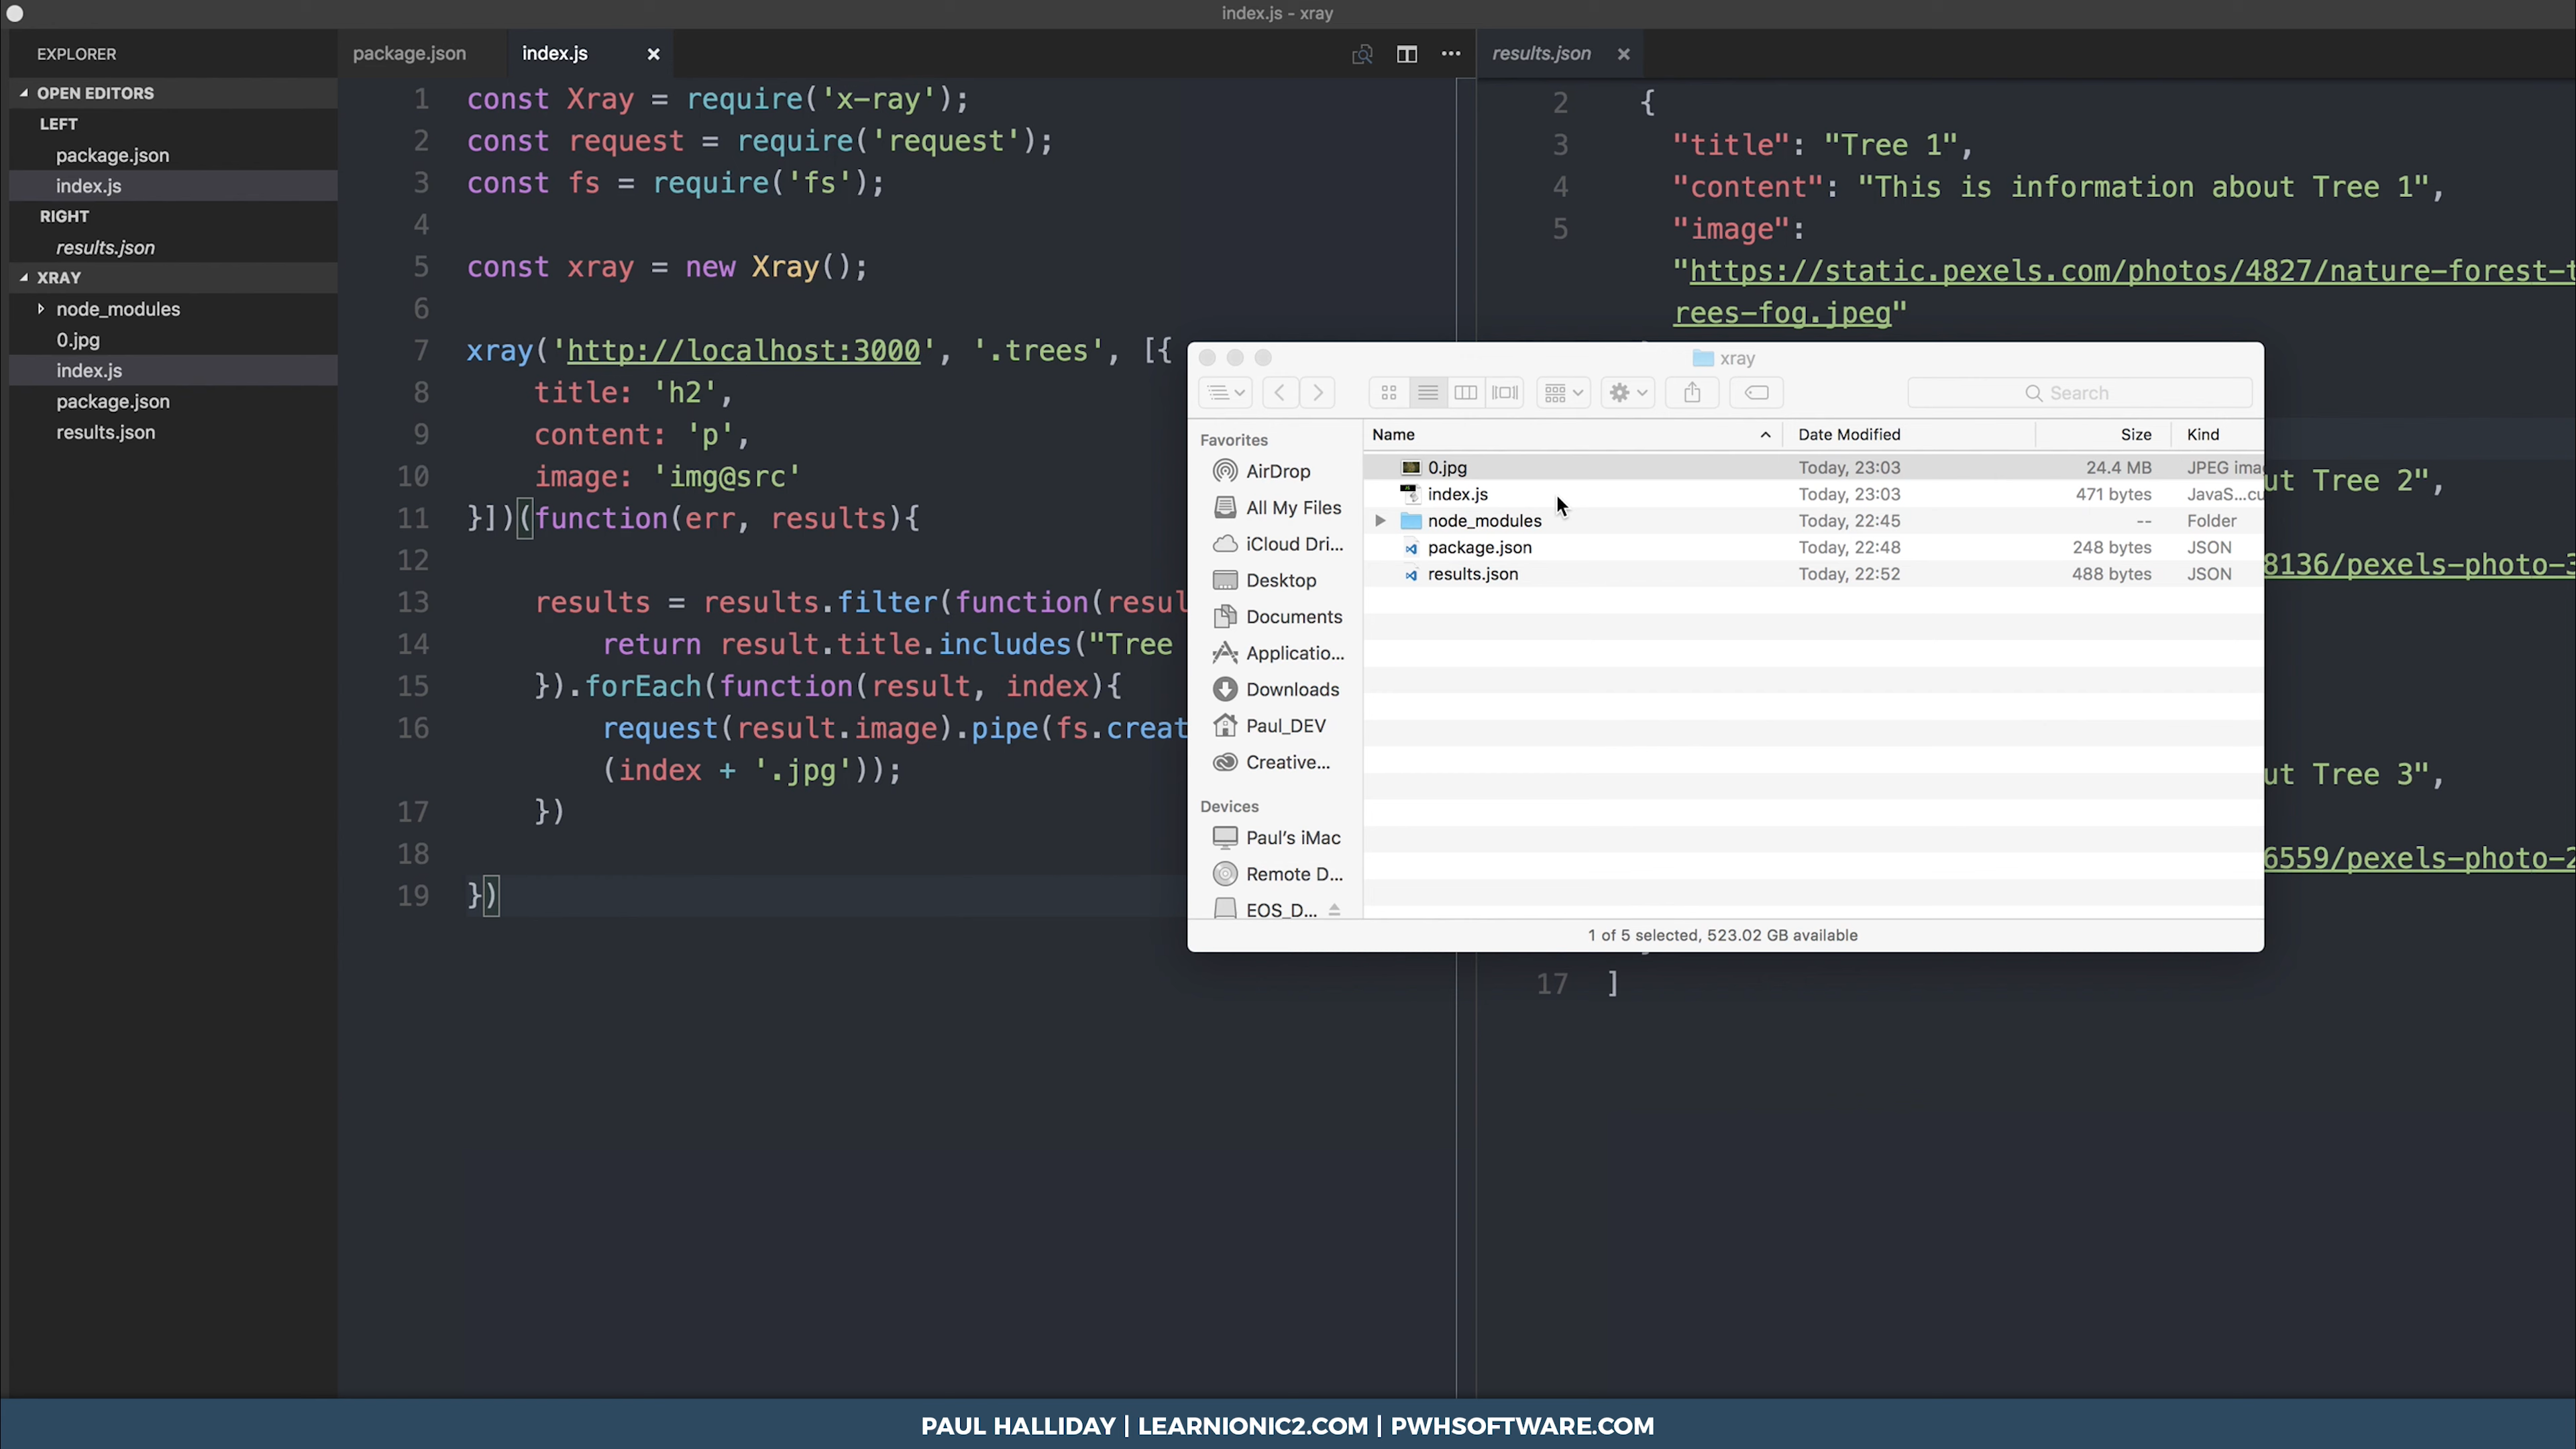 index.js - xray
EXPLORER
OPEN EDITORS
LEFT
package.json
index.js
RIGHT
results.json
XRAY
node_modules
0.jpg
index.js
package.json
results.json
package.json
index.js
1 const Xray = require('x-ray');
2 const request = require('request');
3 const fs = require('fs');
4
5 const xray = new Xray();
6
7 xray('http://localhost:3000', '.trees', [{
8 title: 'h2',
9 content: 'p',
10 image: 'img@src'
11 }])(function(err, results){
12
13 results = results.filter(function(resul
14 return result.title.includes("Tree
15 }).forEach(function(result, index){
16 request(result.image).pipe(fs.creat
(index + '.jpg'));
17 })
18
19 })
results.json
2 {
3 "title": "Tree 1",
4 "content": "This is information about Tree 1",
5 "image":
"https://static.pexels.com/photos/4827/nature-forest-t
rees-fog.jpeg"
ut Tree 2",
8136/pexels-photo-3
ut Tree 3",
6559/pexels-photo-2
17 ]
xray
Search
Favorites
AirDrop
All My Files
iCloud Dri...
Desktop
Documents
Applicatio...
Downloads
Paul_DEV
Creative...
Devices
Paul's iMac
Remote D...
EOS_D...
Name Date Modified Size Kind
0.jpg Today, 23:03 24.4 MB JPEG ima
index.js Today, 23:03 471 bytes JavaS...cu
node_modules Today, 22:45 -- Folder
package.json Today, 22:48 248 bytes JSON
results.json Today, 22:52 488 bytes JSON
1 of 5 selected, 523.02 GB available
PAUL HALLIDAY | LEARNIONIC2.COM | PWHSOFTWARE.COM